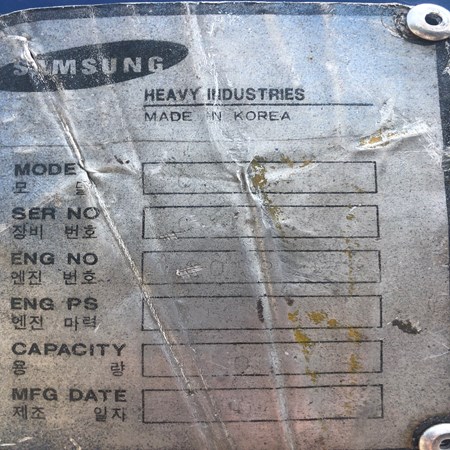 SAMSUNG
HEAVY INDUSTRIES
MADE IN KOREA
MODEL
모 델
SER NO
장비 번호
ENG NO
엔진 번호
ENG PS
엔진 마력
CAPACITY
용 량
MFG DATE
제조 일자